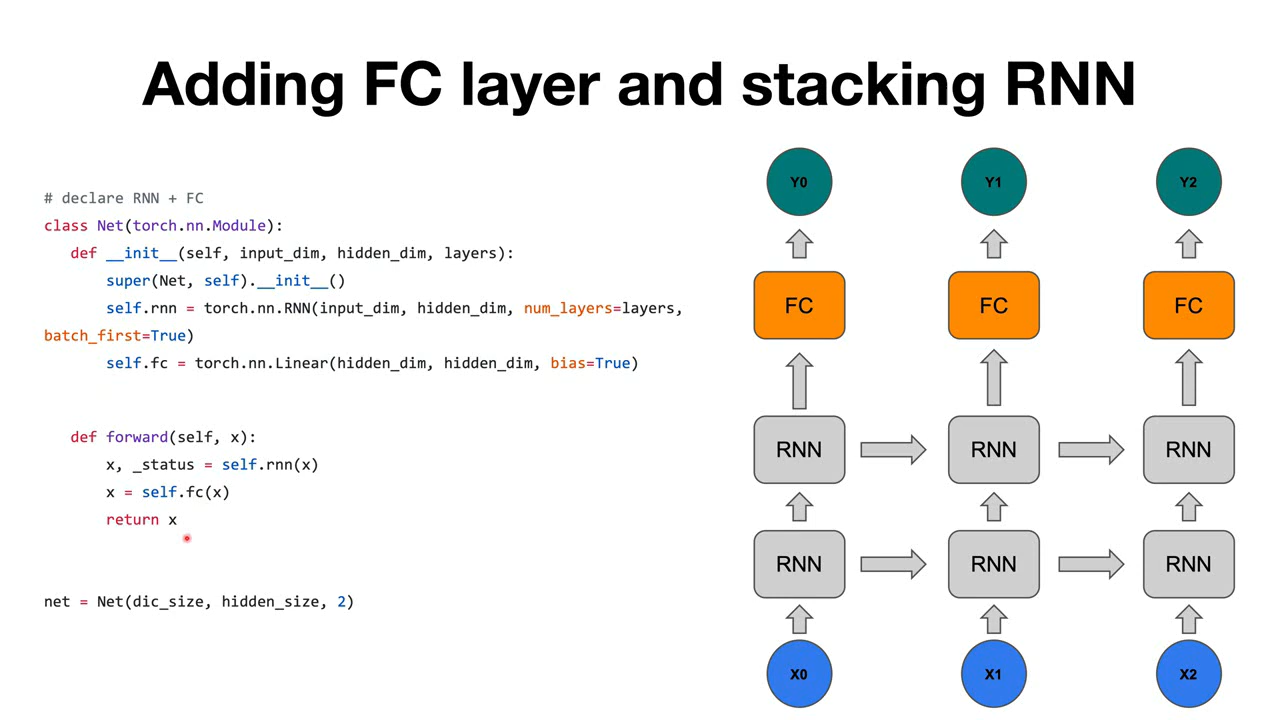 Adding FC layer and stacking RNN
# declare RNN + FC
class Net(torch.nn.Module):
def __init__(self, input_dim, hidden_dim, layers):
super(Net, self).__init__()
self.rnn = torch.nn.RNN(input_dim, hidden_dim, num_layers=layers,
batch_first=True)
self.fc = torch.nn.Linear(hidden_dim, hidden_dim, bias=True)
def forward(self, x):
x, _status = self.rnn(x)
x = self.fc(x)
return x
net = Net(dic_size, hidden_size, 2)
Y0 Y1 Y2
FC FC FC
RNN RNN RNN
RNN RNN RNN
X0 X1 X2